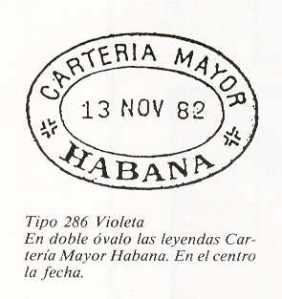 CARTERIA MAYOR
13 NOV 82
HABANA
Tipo 286 Violeta
En doble óvalo las leyendas Car-
tería Mayor Habana. En el centro
la fecha.